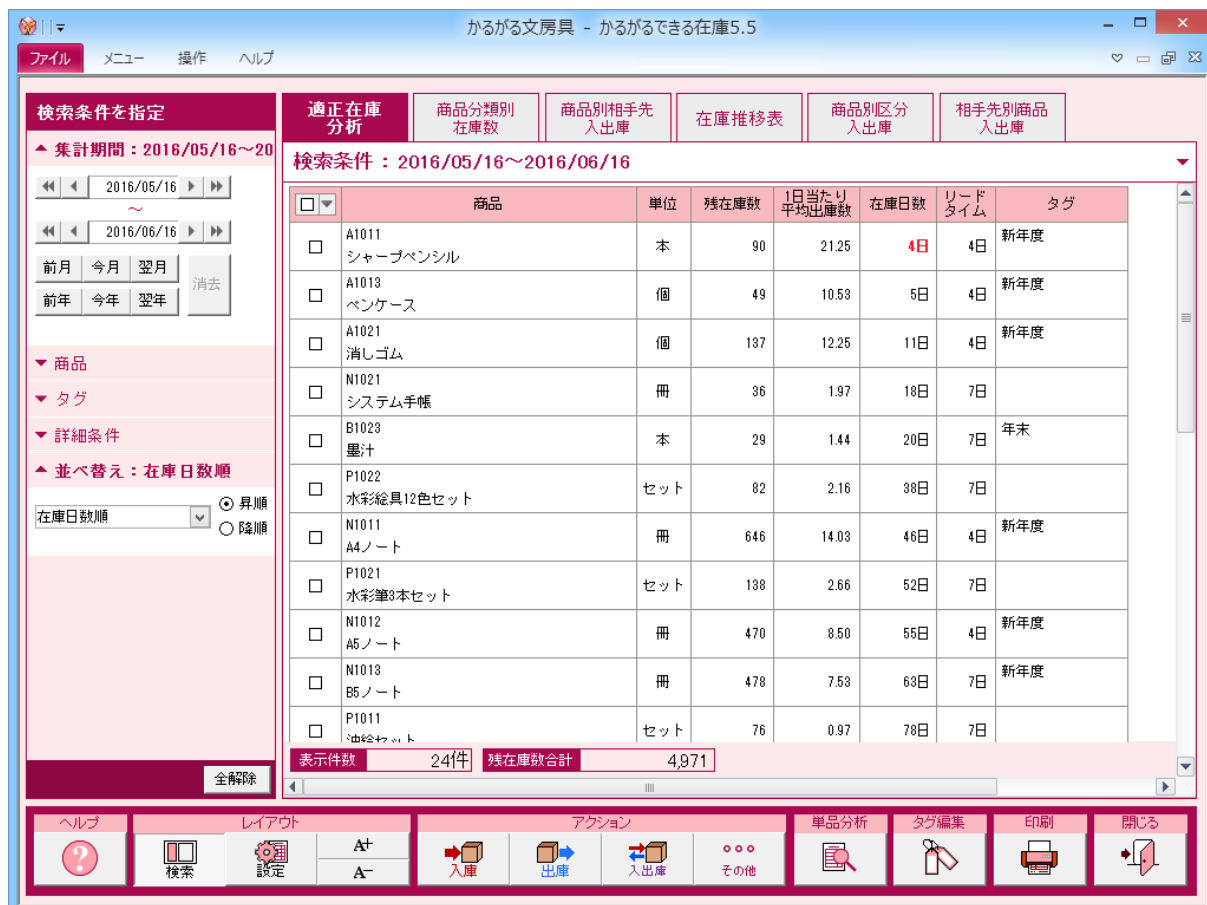 かるがる文房具 - かるがるできる在庫5.5
ファイル メニュー 操作 ヘルプ
検索条件を指定
集計期間：2016/05/16～20
2016/05/16
～
2016/06/16
前月 今月 翌月
消去
前年 今年 翌年
商品
タグ
詳細条件
並べ替え：在庫日数順
在庫日数順
昇順
降順
全解除
適正在庫
分析
商品分類別
在庫数
商品別相手先
入出庫
在庫推移表
商品別区分
入出庫
相手先別商品
入出庫
検索条件：2016/05/16～2016/06/16
商品 単位 残在庫数 1日当たり平均出庫数 在庫日数 リードタイム タグ
A1011
シャープペンシル 本 90 21.25 4日 4日 新年度
A1013
ペンケース 個 49 10.53 5日 4日 新年度
A1021
消しゴム 個 137 12.25 11日 4日 新年度
N1021
システム手帳 冊 36 1.97 18日 7日
B1023
墨汁 本 29 1.44 20日 7日 年末
P1022
水彩絵具12色セット セット 82 2.16 38日 7日
N1011
A4ノート 冊 646 14.03 46日 4日 新年度
P1021
水彩筆3本セット セット 138 2.66 52日 7日
N1012
A5ノート 冊 470 8.50 55日 4日 新年度
N1013
B5ノート 冊 478 7.53 63日 7日 新年度
P1011
セット 76 0.97 78日 7日
表示件数 24件 残在庫数合計 4,971
ヘルプ レイアウト アクション 単品分析 タグ編集 印刷 閉じる
検索 設定 A+ A- 入庫 出庫 入出庫 その他